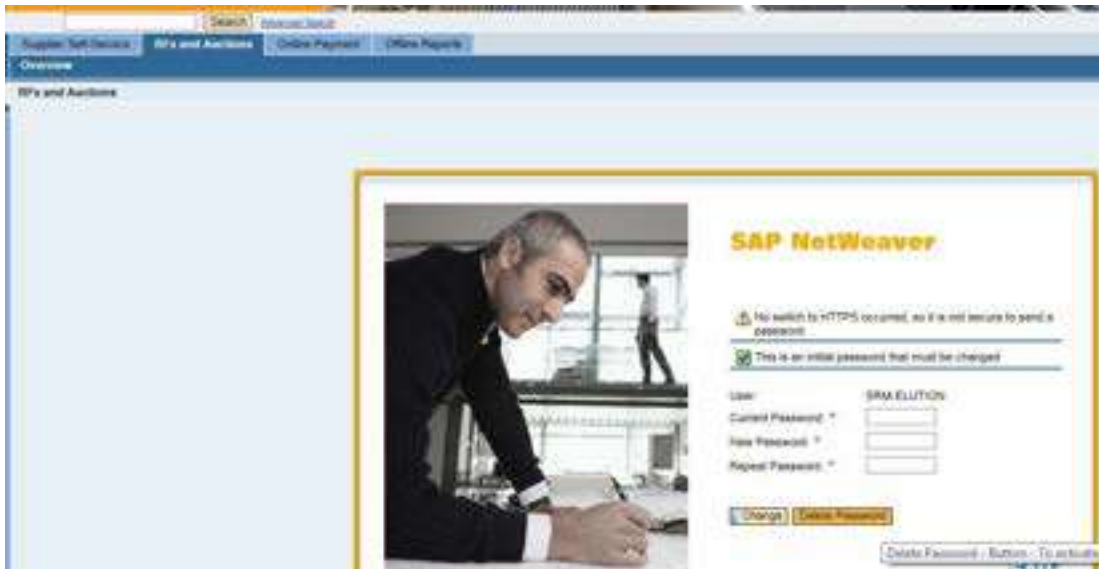 Search Advanced Search
Supplier Self-Service RFx and Auctions Online Payment Offline Reports
Overview
RFx and Auctions
SAP NetWeaver
No switch to HTTPS occurred, so it is not secure to send a
password
This is an initial password that must be changed
User: SRM.ELUTION
Current Password: *
New Password: *
Repeat Password: *
Change Delete Password
Delete Password - Button - To activate